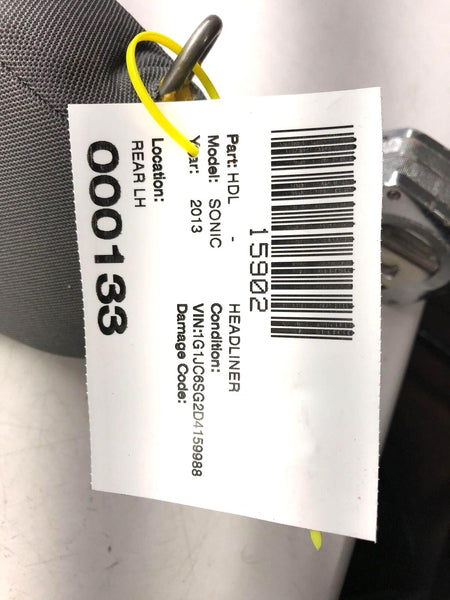 15902
Part: HDL - HEADLINER
Model: SONIC Condition:
Year: 2013 VIN:1G1JC6SG2D4159988
Damage Code:
Location:
REAR LH
000133